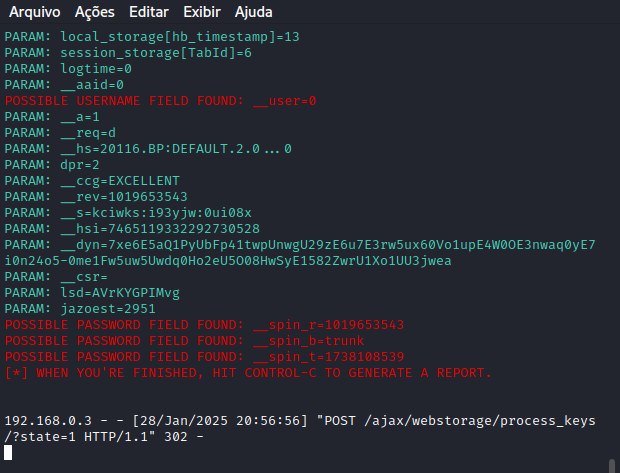 Arquivo Ações Editar Exibir Ajuda
PARAM: local_storage[hb_timestamp]=13
PARAM: session_storage[TabId]=6
PARAM: logtime=0
PARAM: __aaid=0
POSSIBLE USERNAME FIELD FOUND: __user=0
PARAM: __a=1
PARAM: __req=d
PARAM: __hs=20116.BP:DEFAULT.2.0...0
PARAM: dpr=2
PARAM: __ccg=EXCELLENT
PARAM: __rev=1019653543
PARAM: __s=kciwks:i93yjw:0ui08x
PARAM: __hsi=7465119332292730528
PARAM: __dyn=7xe6E5aQ1PyUbFp41twpUnwgU29zE6u7E3rw5ux60Vo1upE4W0OE3nwaq0yE7
i0n24o5-0me1Fw5uw5Uwdq0Ho2eU5O08HwSyE1582ZwrU1Xo1UU3jwea
PARAM: __csr=
PARAM: lsd=AVrKYGPIMvg
PARAM: jazoest=2951
POSSIBLE PASSWORD FIELD FOUND: __spin_r=1019653543
POSSIBLE PASSWORD FIELD FOUND: __spin_b=trunk
POSSIBLE PASSWORD FIELD FOUND: __spin_t=1738108539
[*] WHEN YOU'RE FINISHED, HIT CONTROL-C TO GENERATE A REPORT.
192.168.0.3 - - [28/Jan/2025 20:56:56] "POST /ajax/webstorage/process_keys
/?state=1 HTTP/1.1" 302 -